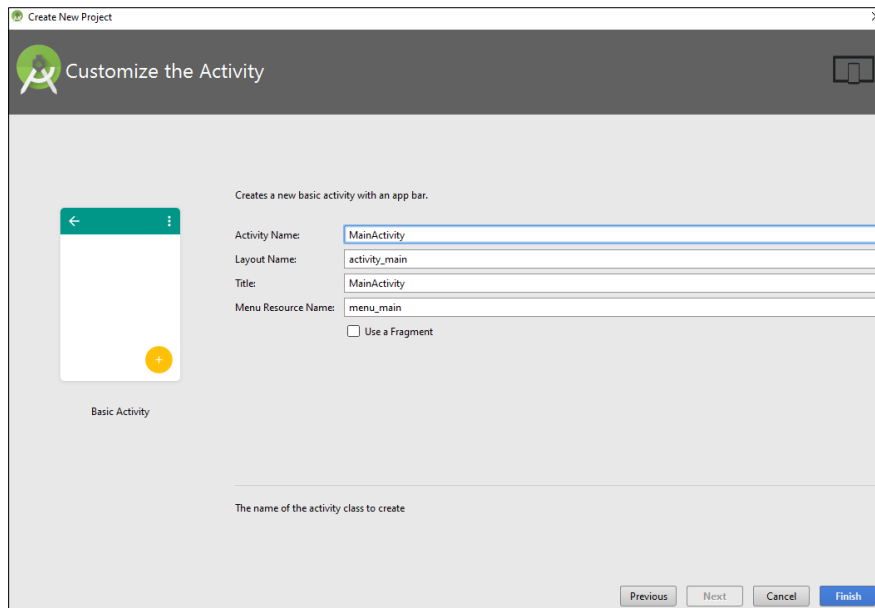 Create New Project
Customize the Activity
Creates a new basic activity with an app bar.
Activity Name: MainActivity
Layout Name: activity_main
Title: MainActivity
Menu Resource Name: menu_main
Use a Fragment
Basic Activity
The name of the activity class to create
Previous Next Cancel Finish